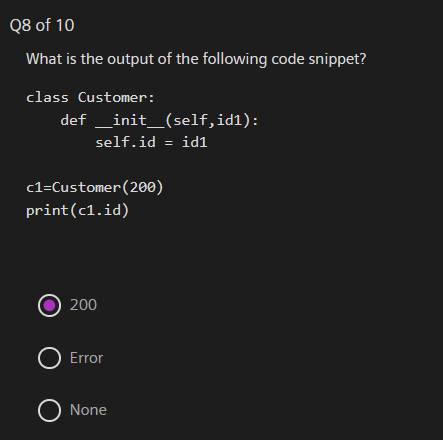 Q8 of 10
What is the output of the following code snippet?
class Customer:
    def __init__(self,id1):
        self.id = id1
c1=Customer(200)
print(c1.id)
200
Error
None